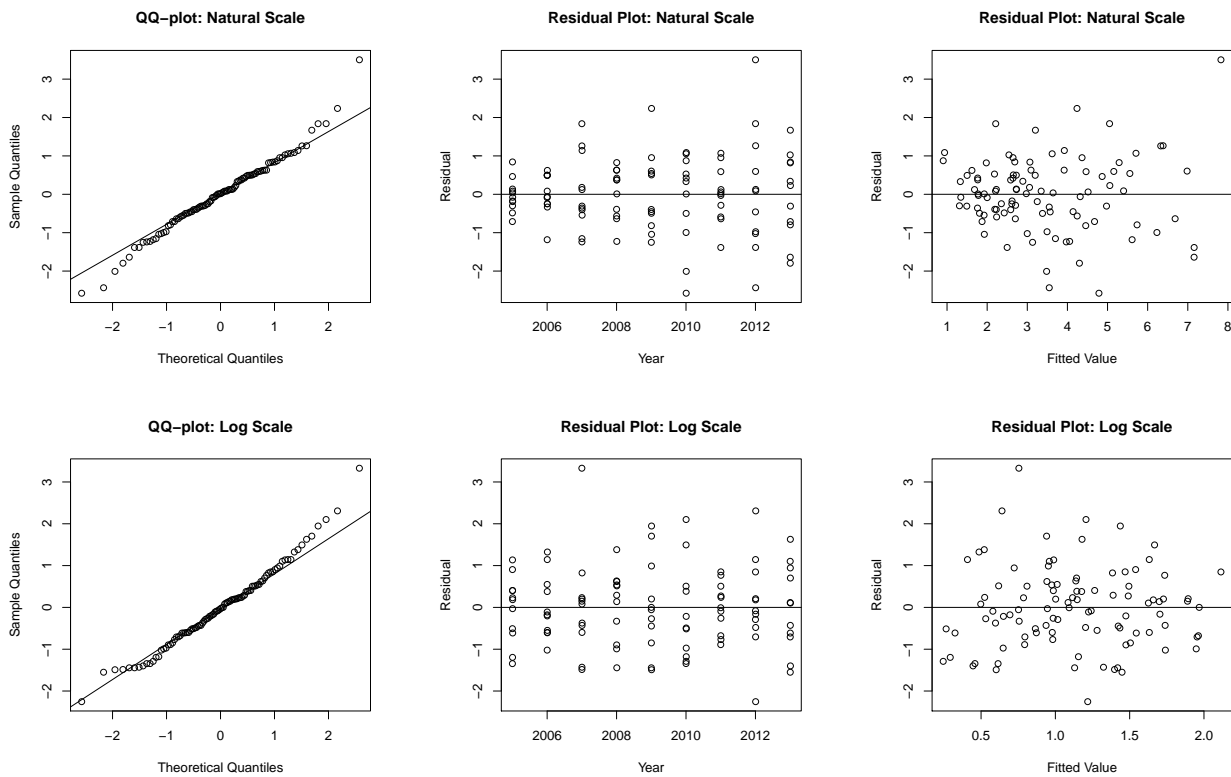 QQ−plot: Natural Scale
Sample Quantiles
3
2
1
0
−1
−2
−2 −1 0 1 2
Theoretical Quantiles
Residual Plot: Natural Scale
Residual
3
2
1
0
−1
−2
2006 2008 2010 2012
Year
Residual Plot: Natural Scale
Residual
3
2
1
0
−1
−2
1 2 3 4 5 6 7 8
Fitted Value
QQ−plot: Log Scale
Sample Quantiles
3
2
1
0
−1
−2
−2 −1 0 1 2
Theoretical Quantiles
Residual Plot: Log Scale
Residual
3
2
1
0
−1
−2
2006 2008 2010 2012
Year
Residual Plot: Log Scale
Residual
3
2
1
0
−1
−2
0.5 1.0 1.5 2.0
Fitted Value